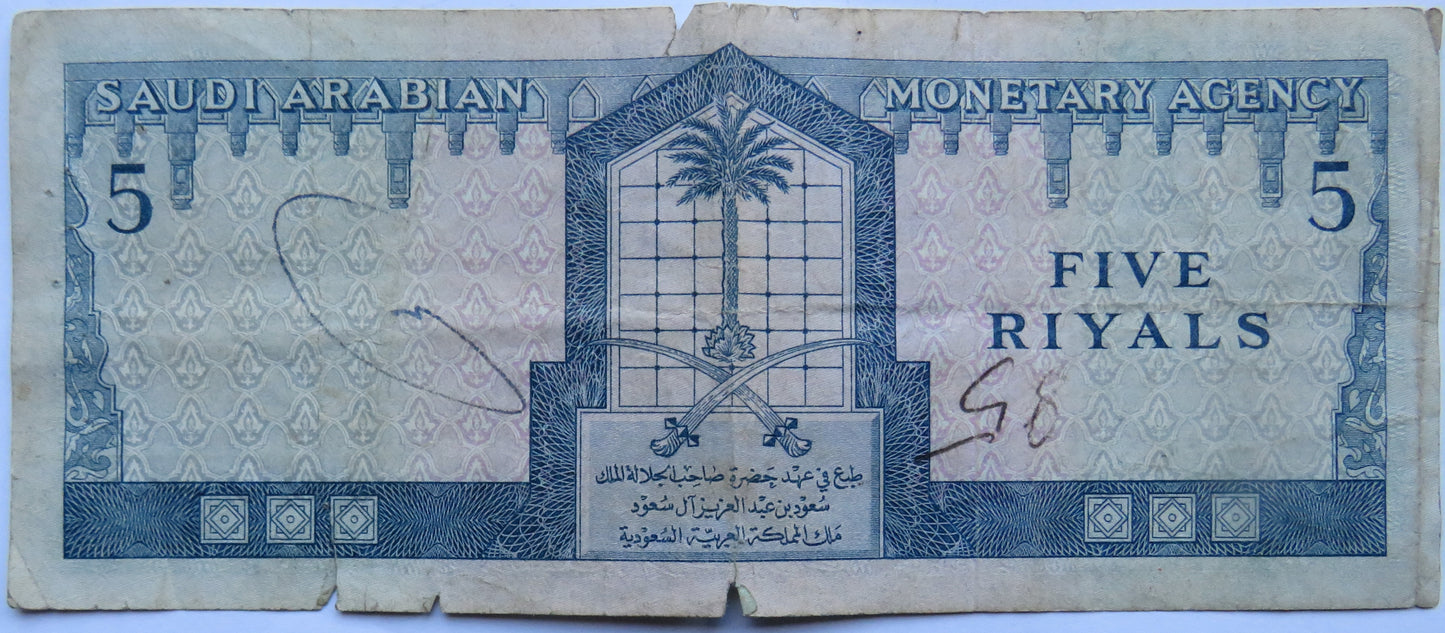 SAUDI ARABIAN MONETARY AGENCY
5 5
FIVE
RIYALS
58
طبع في عهد حضرة صاحب الجلالة الملك
سعود بن عبد العزيز آل سعود
ملك المملكة العربية السعودية